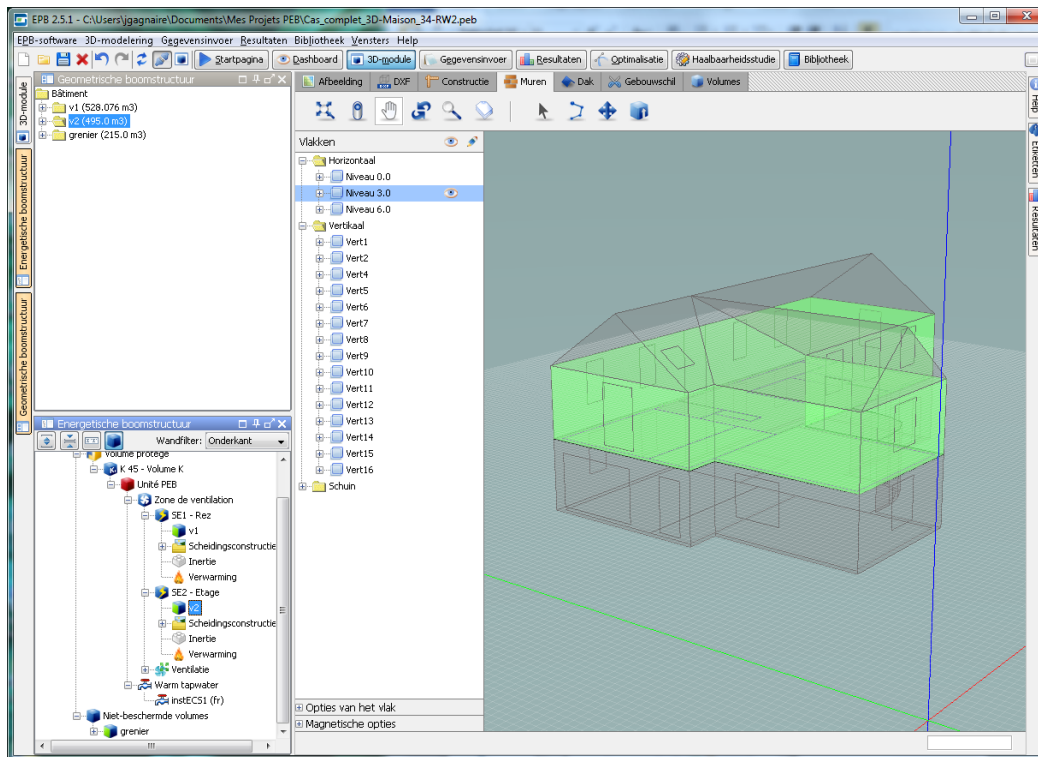 EPB 2.5.1 - C:\Users\jgagnaire\Documents\Mes Projets PEB\Cas_complet_3D-Maison_34-RW2.peb
EPB-software 3D-modelering Gegevensinvoer Resultaten Bibliotheek Vensters Help
Startpagina Dashboard 3D-module Gegevensinvoer Resultaten Optimalisatie Haalbaarheidsstudie Bibliotheek
3D-module
Energetische boomstructuur
Geometrische boomstructuur
Geometrische boomstructuur
Bâtiment
v1 (528.076 m3)
v2 (495.0 m3)
grenier (215.0 m3)
Energetische boomstructuur
Wandfilter: Onderkant
Volume protégé
K 45 - Volume K
Unité PEB
Zone de ventilation
SE1 - Rez
v1
Scheidingsconstructie
Inertie
Verwarming
SE2 - Etage
v2
Scheidingsconstructie
Inertie
Verwarming
Ventilatie
Warm tapwater
instECS1 (fr)
Niet-beschermde volumes
grenier
Afbeelding DXF Constructie Muren Dak Gebouwschil Volumes
Vlakken
Horizontaal
Niveau 0.0
Niveau 3.0
Niveau 6.0
Vertikaal
Vert1
Vert2
Vert4
Vert5
Vert6
Vert7
Vert8
Vert9
Vert10
Vert11
Vert12
Vert13
Vert14
Vert15
Vert16
Schuin
Opties van het vlak
Magnetische opties
Help
Etiketten
Resultaten